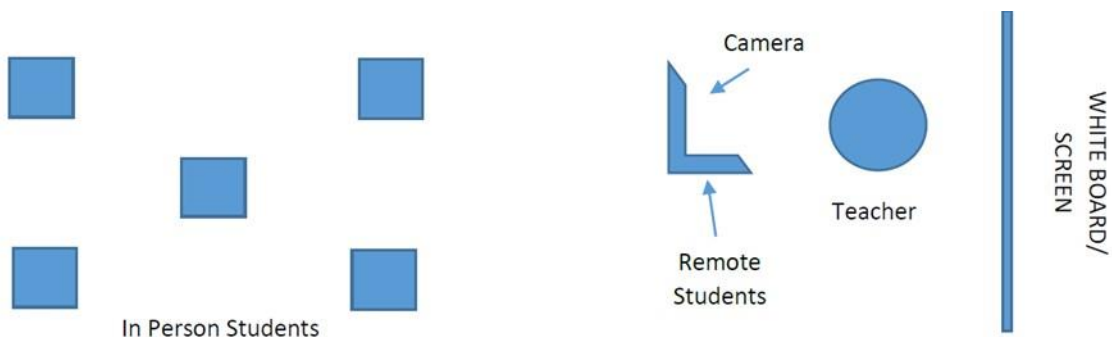 Camera
Teacher
Remote
Students
In Person Students
WHITE BOARD/
SCREEN